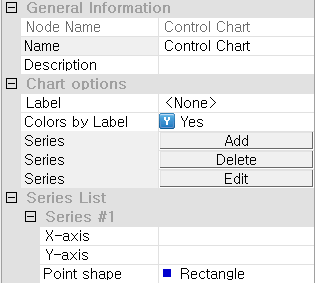 General Information
Node Name Control Chart
Name Control Chart
Description
Chart options
Label <None>
Colors by Label Y Yes
Series Add
Series Delete
Series Edit
Series List
Series #1
X-axis
Y-axis
Point shape Rectangle